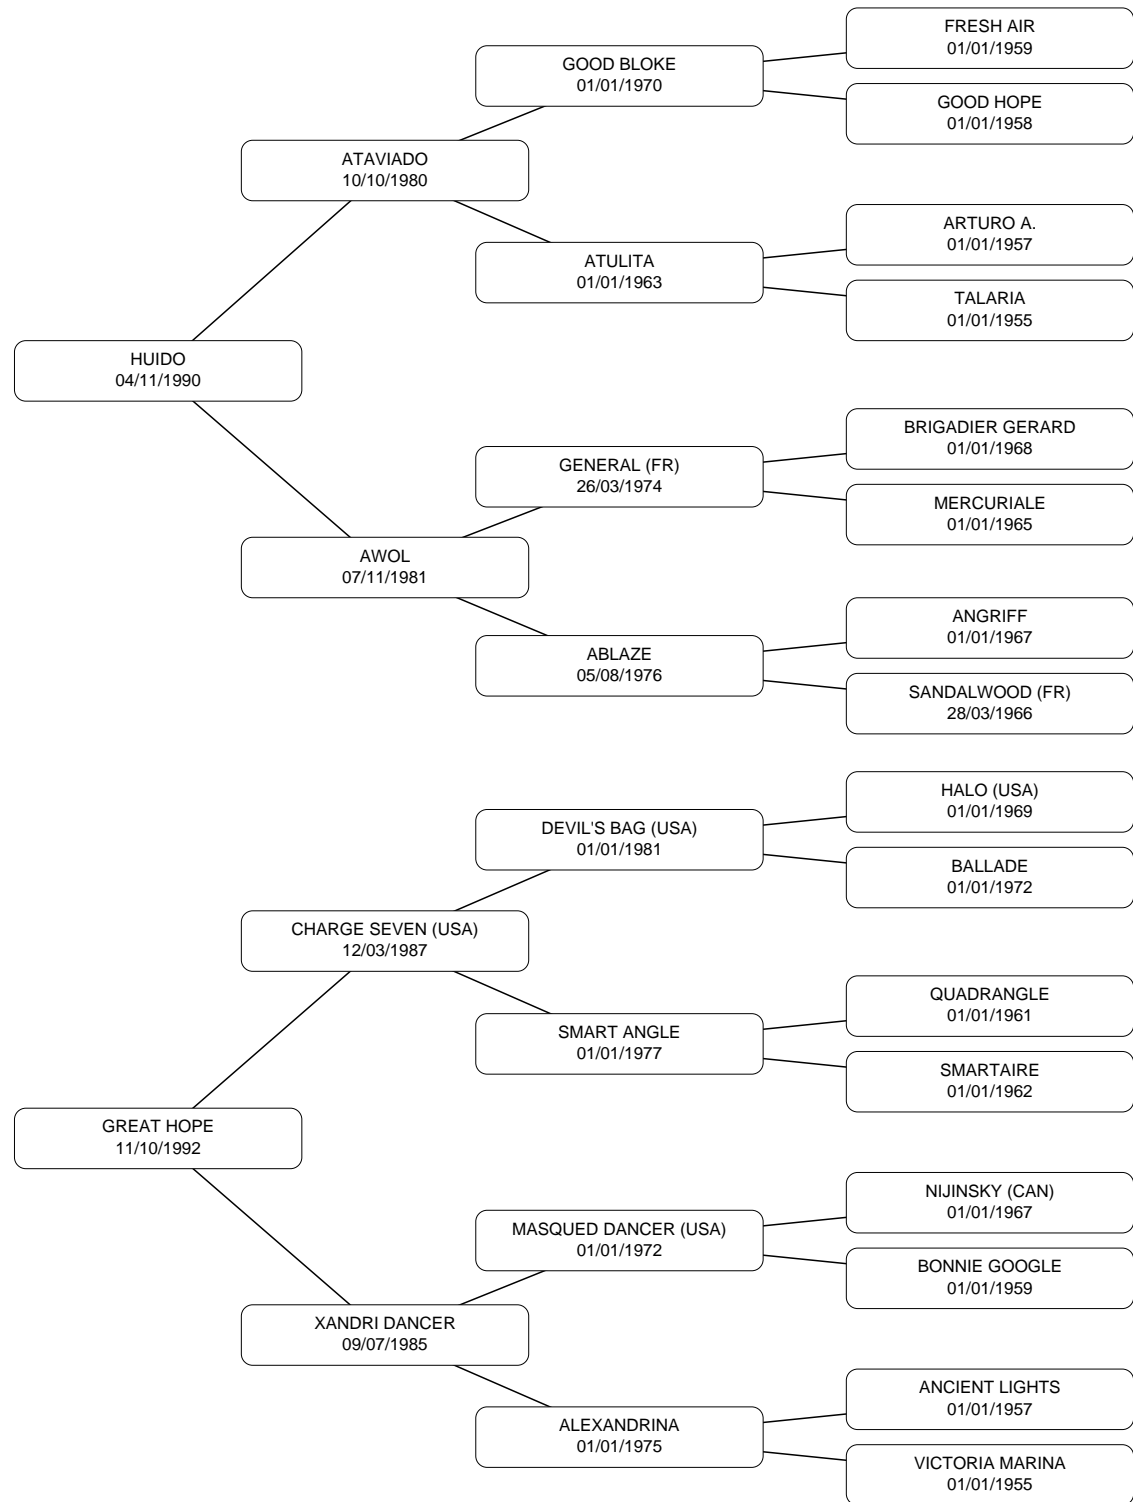 FRESH AIR
01/01/1959
GOOD BLOKE
01/01/1970
GOOD HOPE
01/01/1958
ATAVIADO
10/10/1980
ARTURO A.
01/01/1957
ATULITA
01/01/1963
TALARIA
01/01/1955
HUIDO
04/11/1990
BRIGADIER GERARD
01/01/1968
GENERAL (FR)
26/03/1974
MERCURIALE
01/01/1965
AWOL
07/11/1981
ANGRIFF
01/01/1967
ABLAZE
05/08/1976
SANDALWOOD (FR)
28/03/1966
HALO (USA)
01/01/1969
DEVIL'S BAG (USA)
01/01/1981
BALLADE
01/01/1972
CHARGE SEVEN (USA)
12/03/1987
QUADRANGLE
01/01/1961
SMART ANGLE
01/01/1977
SMARTAIRE
01/01/1962
GREAT HOPE
11/10/1992
NIJINSKY (CAN)
01/01/1967
MASQUED DANCER (USA)
01/01/1972
BONNIE GOOGLE
01/01/1959
XANDRI DANCER
09/07/1985
ANCIENT LIGHTS
01/01/1957
ALEXANDRINA
01/01/1975
VICTORIA MARINA
01/01/1955